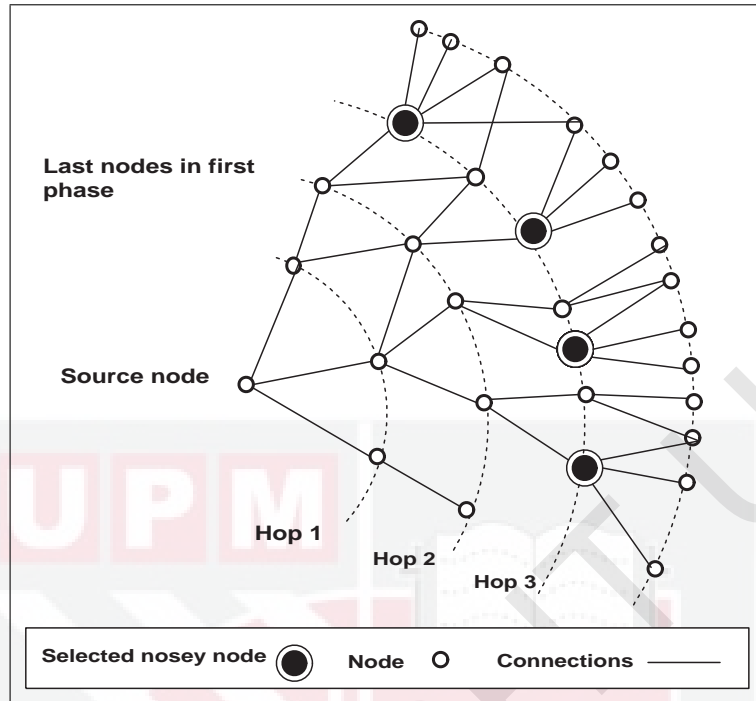 Last nodes in first
phase
Source node
Hop 1
Hop 2
Hop 3
UPM
Selected nosey node
Node
Connections